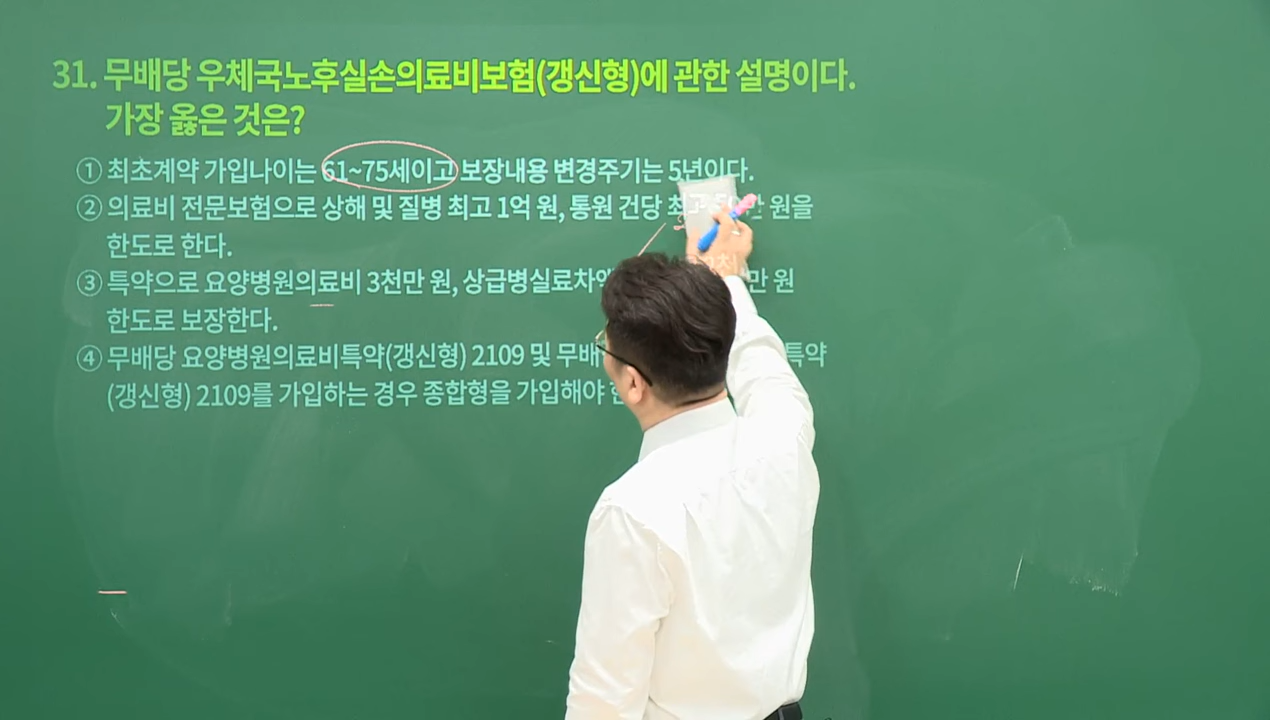 31. 무배당 우체국노후실손의료비보험(갱신형)에 관한 설명이다.
가장 옳은 것은?
① 최초계약 가입나이는 61~75세이고 보장내용 변경주기는 5년이다.
② 의료비 전문보험으로 상해 및 질병 최고 1억 원, 통원 건당 최고 원을
한도로 한다.
③ 특약으로 요양병원의료비 3천만 원, 상급병실료차액 만 원
한도로 보장한다.
④ 무배당 요양병원의료비특약(갱신형) 2109 및 특약
(갱신형) 2109를 가입하는 경우 종합형을 가입해야